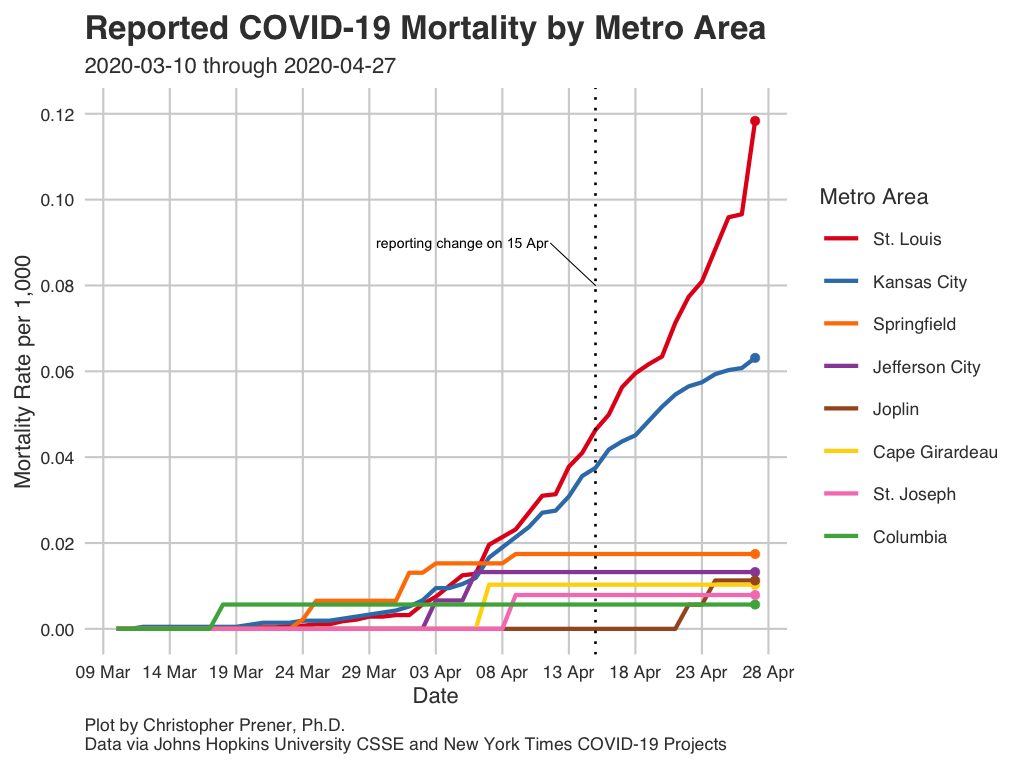 Reported COVID-19 Mortality by Metro Area
2020-03-10 through 2020-04-27
Mortality Rate per 1,000
0.12
0.10
0.08
0.06
0.04
0.02
0.00
reporting change on 15 Apr
09 Mar 14 Mar 19 Mar 24 Mar 29 Mar 03 Apr 08 Apr 13 Apr 18 Apr 23 Apr 28 Apr
Date
Metro Area
St. Louis
Kansas City
Springfield
Jefferson City
Joplin
Cape Girardeau
St. Joseph
Columbia
Plot by Christopher Prener, Ph.D.
Data via Johns Hopkins University CSSE and New York Times COVID-19 Projects